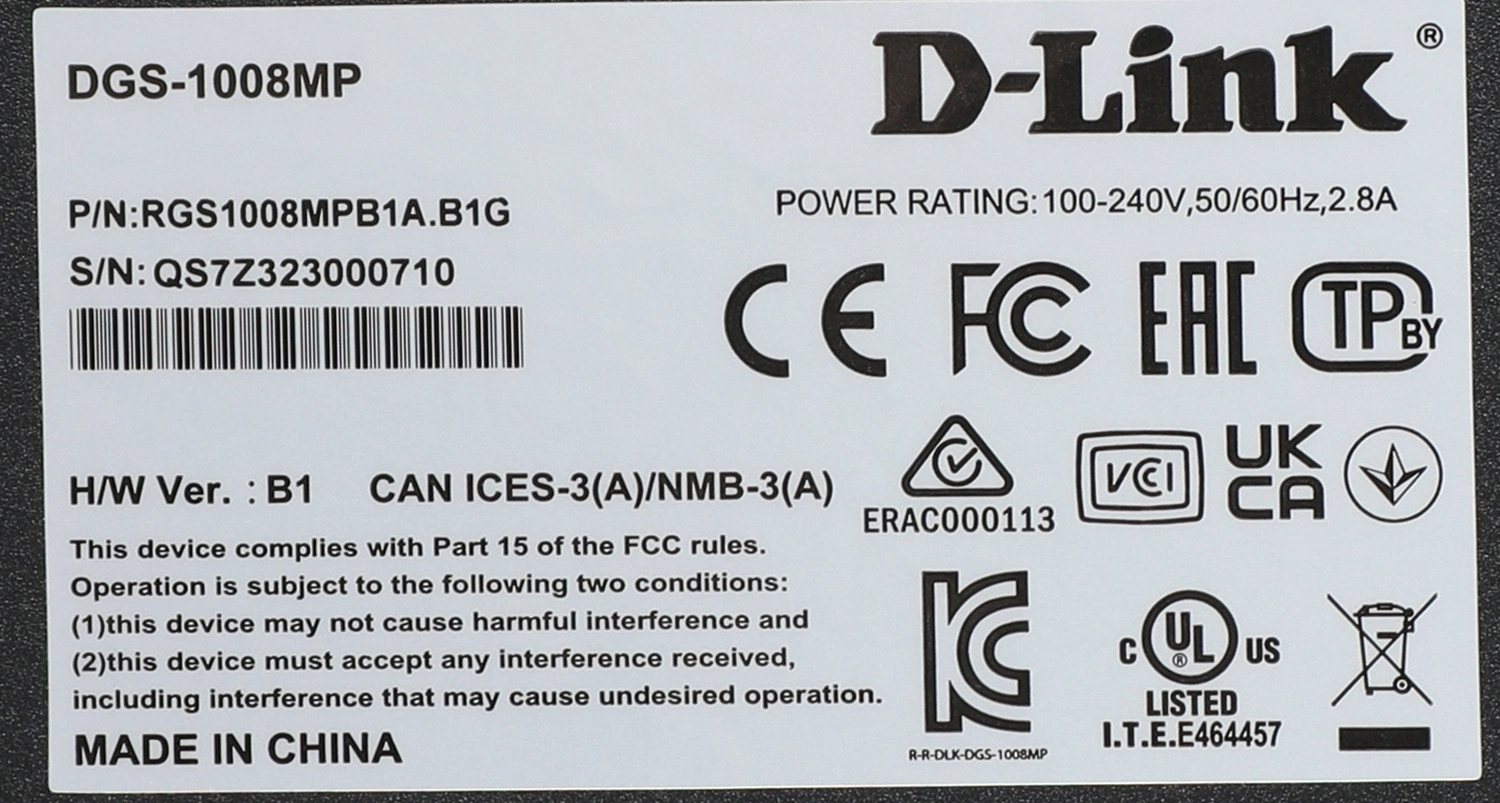 DGS-1008MP
D-Link®
P/N:RGS1008MPB1A.B1G
POWER RATING:100-240V,50/60Hz,2.8A
S/N:QS7Z323000710
CE FC EAC TP BY
H/W Ver. : B1 CAN ICES-3(A)/NMB-3(A)
ERAC000113
VCCI
UK
CA
This device complies with Part 15 of the FCC rules.
Operation is subject to the following two conditions:
(1)this device may not cause harmful interference and
(2)this device must accept any interference received,
including interference that may cause undesired operation.
MADE IN CHINA
KC
R-R-DLK-DGS-1008MP
C UL® US
LISTED
I.T.E.E464457